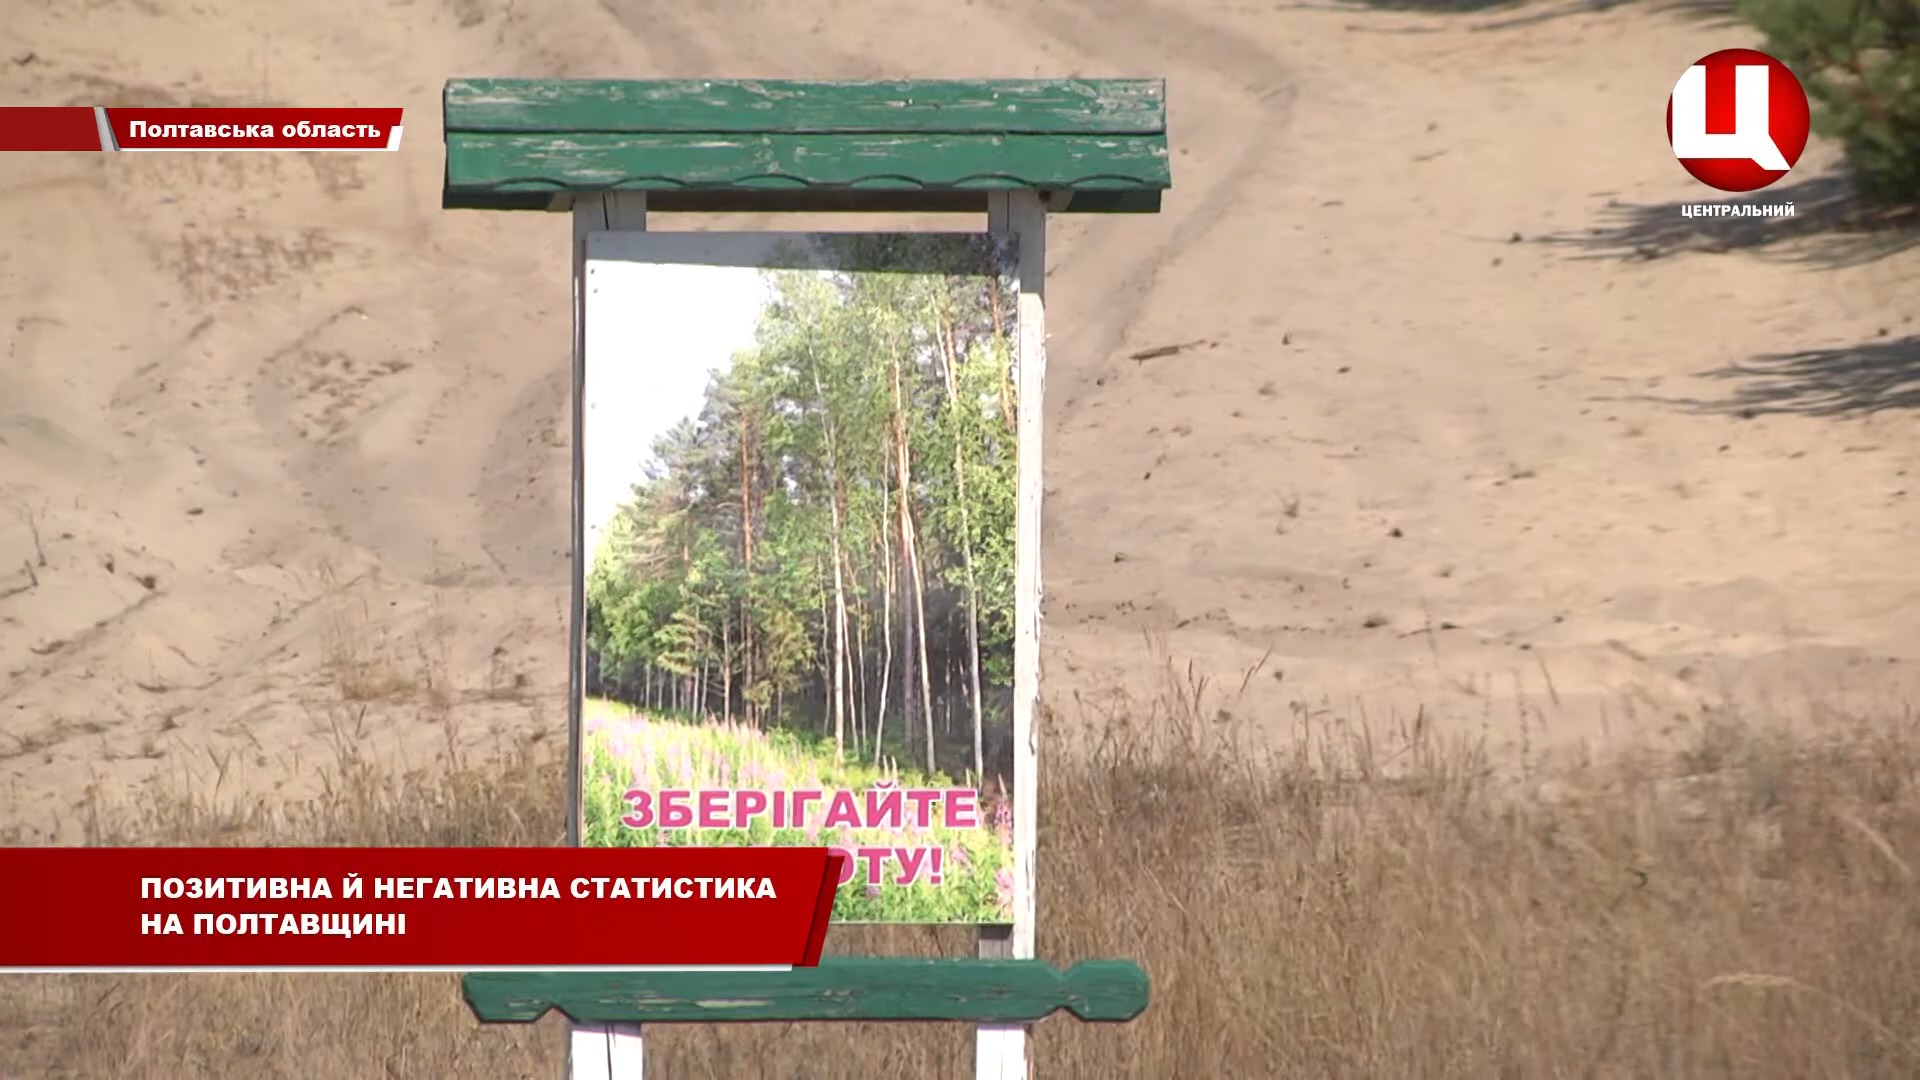 Полтавська область
Ц
ЦЕНТРАЛЬНИЙ
ЗБЕРІГАЙТЕ
ПОЗИТИВНА Й НЕГАТИВНА СТАТИСТИКА
НА ПОЛТАВЩИНІ